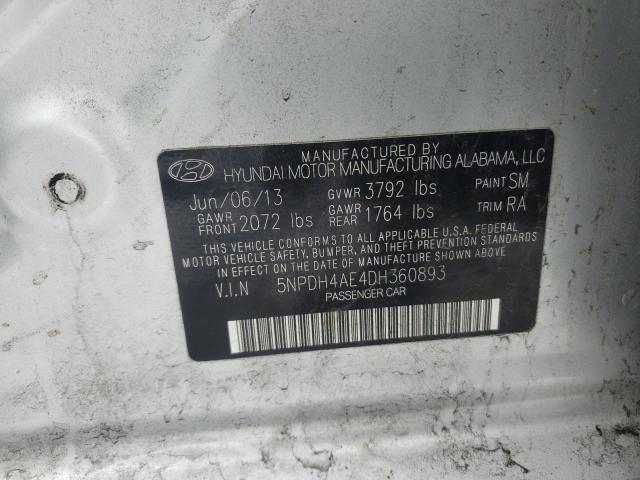 MANUFACTURED BY
HYUNDAI MOTOR MANUFACTURING ALABAMA, LLC
Jun/06/13 GVWR 3792 lbs PAINT SM
GAWR FRONT 2072 lbs GAWR REAR 1764 lbs TRIM RA
THIS VEHICLE CONFORMS TO ALL APPLICABLE U.S.A. FEDERAL
MOTOR VEHICLE SAFETY, BUMPER, AND THEFT PREVENTION STANDARDS
IN EFFECT ON THE DATE OF MANUFACTURE SHOWN ABOVE
V.I.N 5NPDH4AE4DH360893
PASSENGER CAR